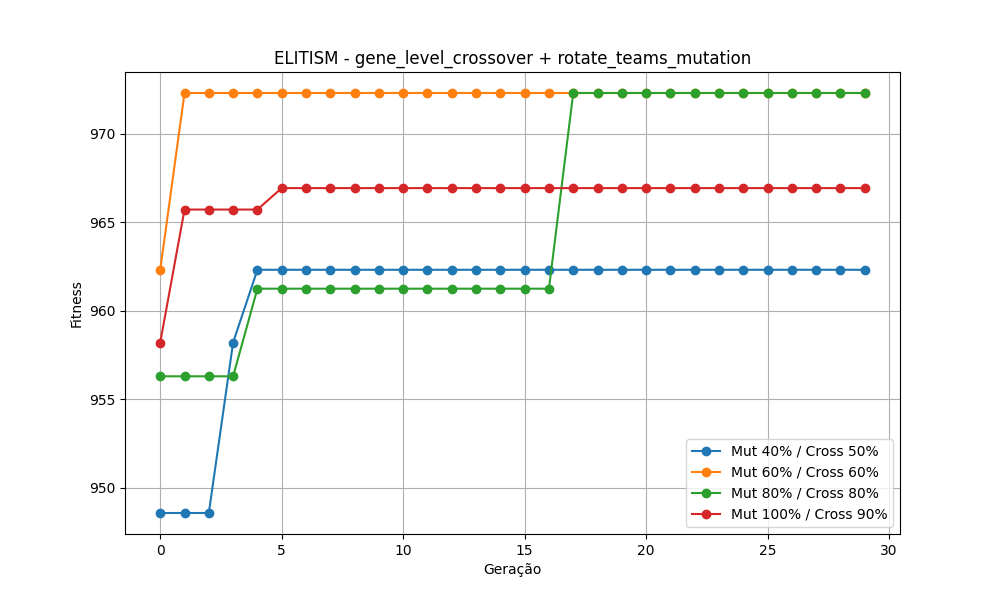 ELITISM - gene_level_crossover + rotate_teams_mutation
Fitness
970
965
960
955
950
0 5 10 15 20 25 30
Geração
Mut 40% / Cross 50%
Mut 60% / Cross 60%
Mut 80% / Cross 80%
Mut 100% / Cross 90%